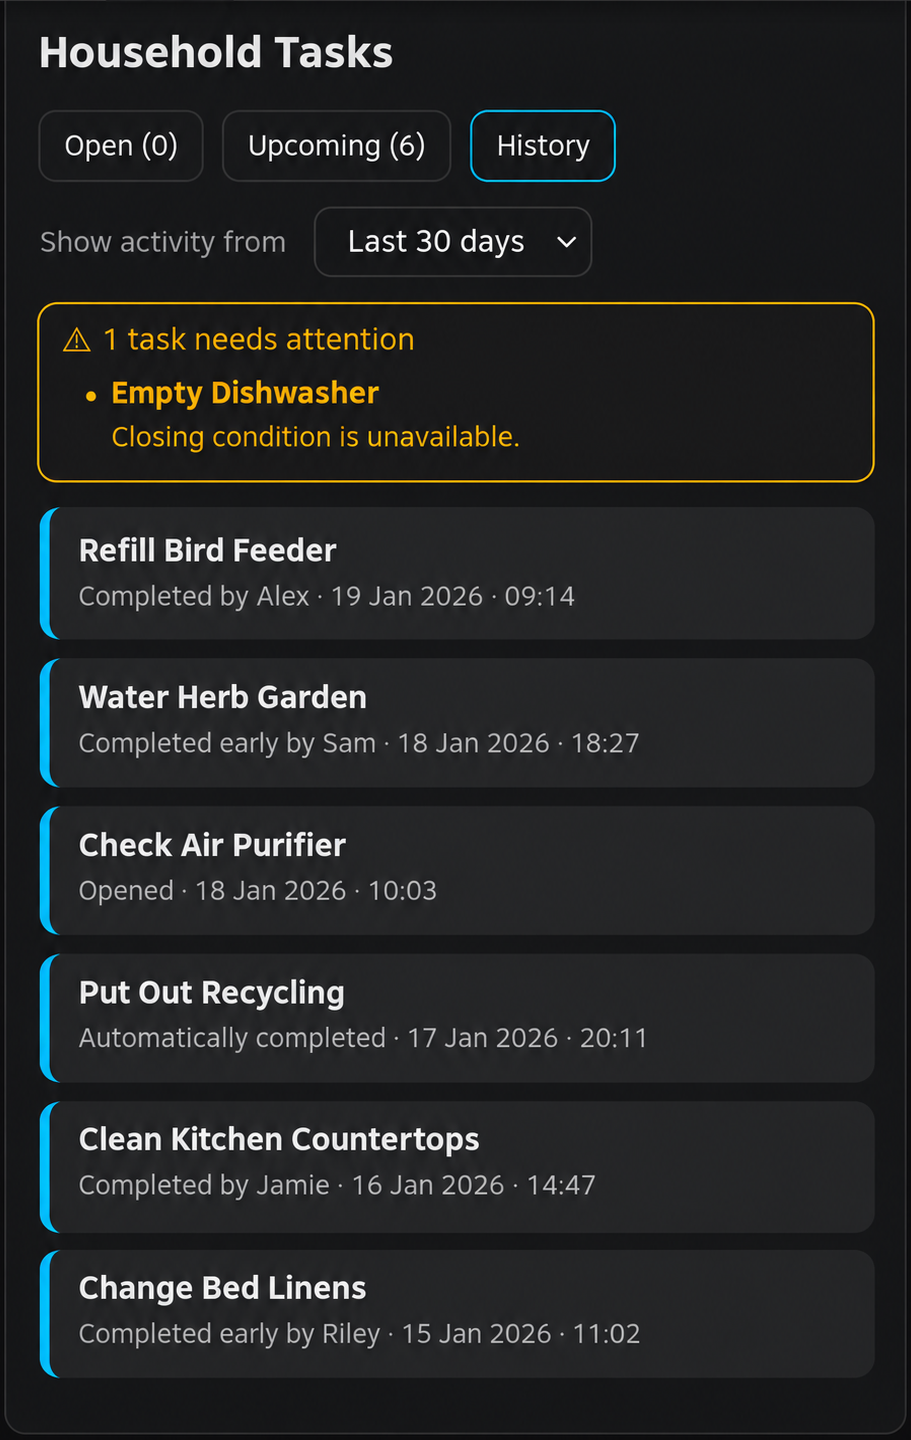 Household Tasks
Open (0) Upcoming (6) History
Show activity from Last 30 days
⚠ 1 task needs attention
• Empty Dishwasher
Closing condition is unavailable.
Refill Bird Feeder
Completed by Alex · 19 Jan 2026 · 09:14
Water Herb Garden
Completed early by Sam · 18 Jan 2026 · 18:27
Check Air Purifier
Opened · 18 Jan 2026 · 10:03
Put Out Recycling
Automatically completed · 17 Jan 2026 · 20:11
Clean Kitchen Countertops
Completed by Jamie · 16 Jan 2026 · 14:47
Change Bed Linens
Completed early by Riley · 15 Jan 2026 · 11:02